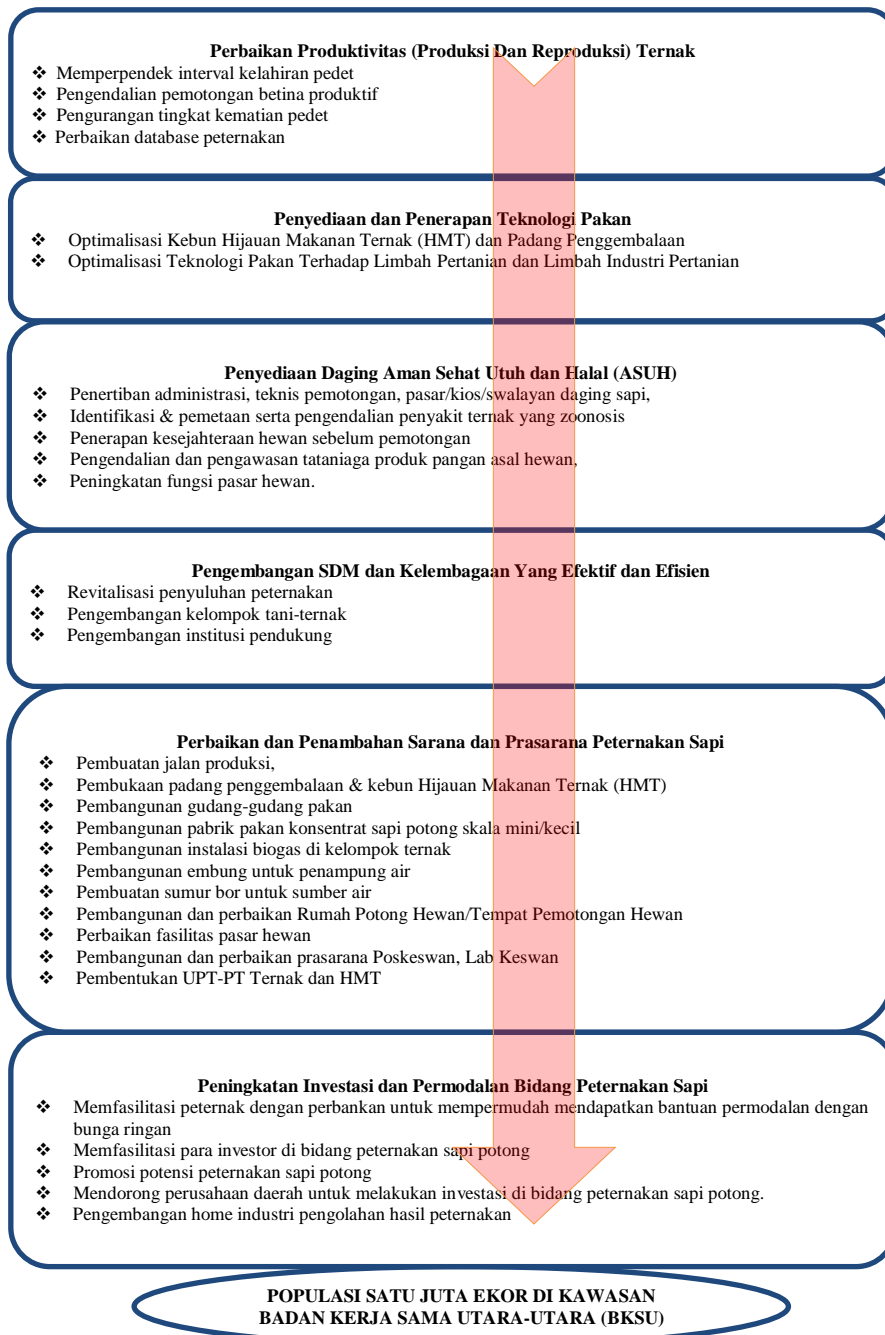 Perbaikan Produktivitas (Produksi Dan Reproduksi) Ternak
❖ Memperpendek interval kelahiran pedet
❖ Pengendalian pemotongan betina produktif
❖ Pengurangan tingkat kematian pedet
❖ Perbaikan database peternakan
Penyediaan dan Penerapan Teknologi Pakan
❖ Optimalisasi Kebun Hijauan Makanan Ternak (HMT) dan Padang Penggembalaan
❖ Optimalisasi Teknologi Pakan Terhadap Limbah Pertanian dan Limbah Industri Pertanian
Penyediaan Daging Aman Sehat Utuh dan Halal (ASUH)
❖ Penertiban administrasi, teknis pemotongan, pasar/kios/swalayan daging sapi,
❖ Identifikasi & pemetaan serta pengendalian penyakit ternak yang zoonosis
❖ Penerapan kesejahteraan hewan sebelum pemotongan
❖ Pengendalian dan pengawasan tataniaga produk pangan asal hewan,
❖ Peningkatan fungsi pasar hewan.
Pengembangan SDM dan Kelembagaan Yang Efektif dan Efisien
❖ Revitalisasi penyuluhan peternakan
❖ Pengembangan kelompok tani-ternak
❖ Pengembangan institusi pendukung
Perbaikan dan Penambahan Sarana dan Prasarana Peternakan Sapi
❖ Pembuatan jalan produksi,
❖ Pembukaan padang penggembalaan & kebun Hijauan Makanan Ternak (HMT)
❖ Pembangunan gudang-gudang pakan
❖ Pembangunan pabrik pakan konsentrat sapi potong skala mini/kecil
❖ Pembangunan instalasi biogas di kelompok ternak
❖ Pembangunan embung untuk penampung air
❖ Pembuatan sumur bor untuk sumber air
❖ Pembangunan dan perbaikan Rumah Potong Hewan/Tempat Pemotongan Hewan
❖ Perbaikan fasilitas pasar hewan
❖ Pembangunan dan perbaikan prasarana Poskeswan, Lab Keswan
❖ Pembentukan UPT-PT Ternak dan HMT
Peningkatan Investasi dan Permodalan Bidang Peternakan Sapi
❖ Memfasilitasi peternak dengan perbankan untuk mempermudah mendapatkan bantuan permodalan dengan
bunga ringan
❖ Memfasilitasi para investor di bidang peternakan sapi potong
❖ Promosi potensi peternakan sapi potong
❖ Mendorong perusahaan daerah untuk melakukan investasi di bidang peternakan sapi potong.
❖ Pengembangan home industri pengolahan hasil peternakan
POPULASI SATU JUTA EKOR DI KAWASAN
BADAN KERJA SAMA UTARA-UTARA (BKSU)